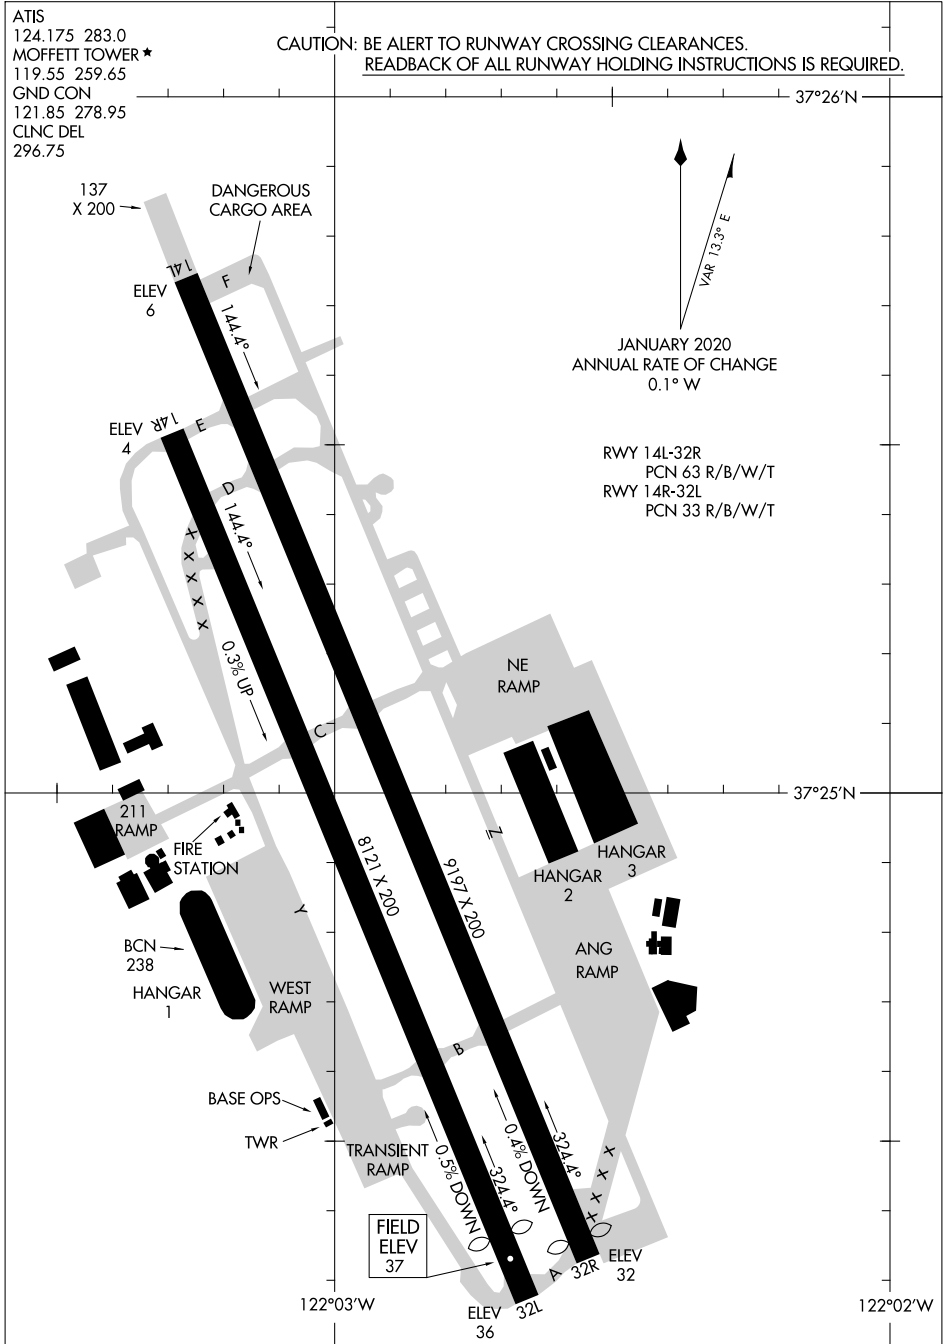 ATIS
124.175 283.0
MOFFETT TOWER★
119.55 259.65
GND CON
121.85 278.95
CLNC DEL
296.75
CAUTION: BE ALERT TO RUNWAY CROSSING CLEARANCES.
READBACK OF ALL RUNWAY HOLDING INSTRUCTIONS IS REQUIRED.
37°26'N
137
X 200
DANGEROUS
CARGO AREA
VAR 13.3° E
JANUARY 2020
ANNUAL RATE OF CHANGE
0.1° W
14L
F
ELEV
6
144.4°
ELEV
4
14R
E
RWY 14L-32R
PCN 63 R/B/W/T
RWY 14R-32L
PCN 33 R/B/W/T
D
144.4°
X X X X X
0.3% UP
NE
RAMP
C
37°25'N
211
RAMP
FIRE
STATION
Z
8121 X 200
9197 X 200
HANGAR
2
HANGAR
3
Y
BCN
238
HANGAR
1
WEST
RAMP
ANG
RAMP
B
BASE OPS
TWR
TRANSIENT
RAMP
0.5% DOWN
324.4°
0.4% DOWN
324.4°
X X X X
FIELD
ELEV
37
A
32R
ELEV
32
32L
ELEV
36
122°03'W
122°02'W